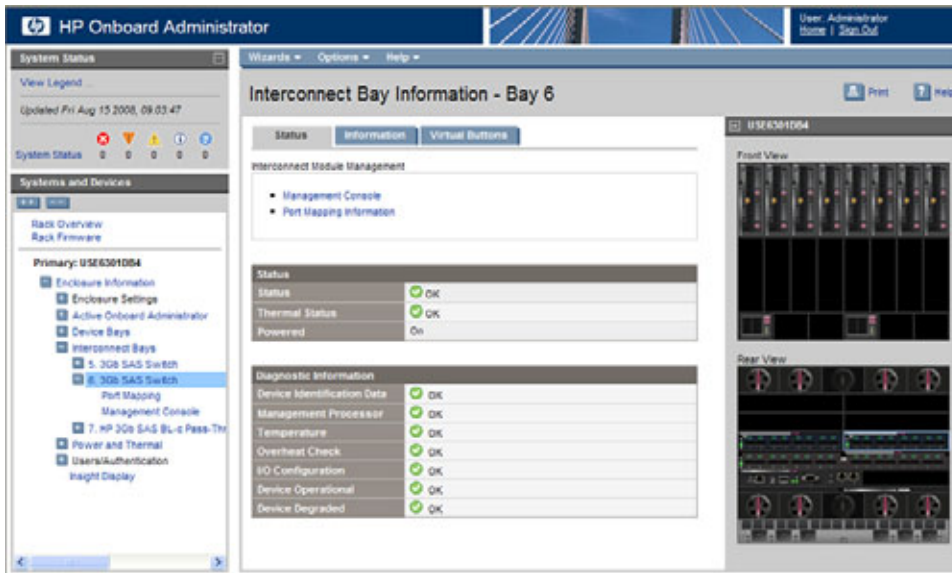 HP Onboard Administrator
User: Administrator
Home | Sign Out
System Status
View Legend...
Updated Fri Aug 15 2008, 09:03:47
System Status 0 0 0 0 0
Systems and Devices
Rack Overview
Rack Firmware
Primary: USE6301DB4
Enclosure Information
Enclosure Settings
Active Onboard Administrator
Device Bays
Interconnect Bays
5. 3Gb SAS Switch
6. 3Gb SAS Switch
Port Mapping
Management Console
7. HP 3Gb SAS BL-c Pass-Thr
Power and Thermal
Users/Authentication
Insight Display
Wizards Options Help
Interconnect Bay Information - Bay 6
Print Help
Status Information Virtual Buttons
Interconnect Module Management
Management Console
Port Mapping Information
Status
Status OK
Thermal Status OK
Powered On
Diagnostic Information
Device Identification Data OK
Management Processor OK
Temperature OK
Overheat Check OK
I/O Configuration OK
Device Operational OK
Device Degraded OK
USE6301DB4
Front View
Rear View